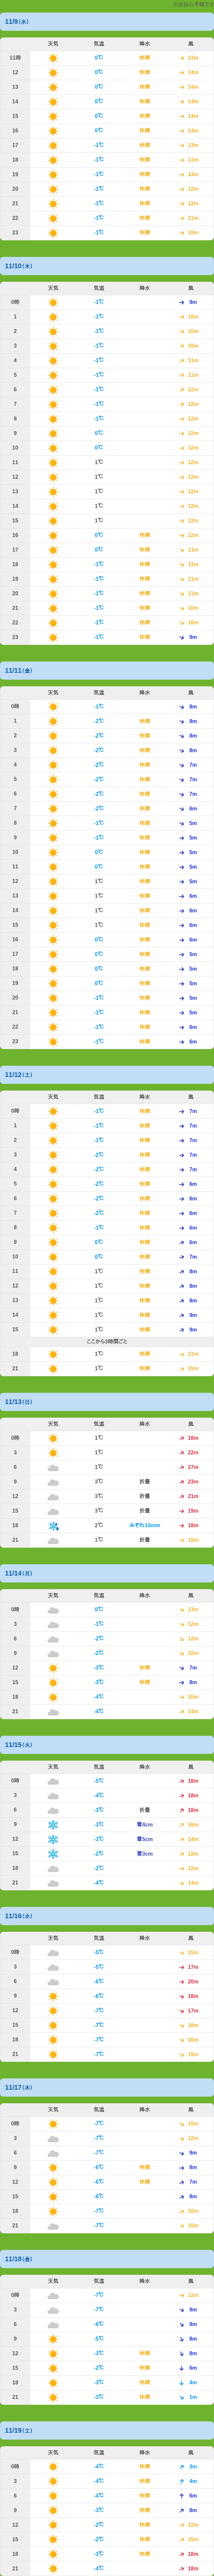 11/9(水)
天気 気温 降水 風
11時 0℃ 快晴 13m
12 0℃ 快晴 14m
13 0℃ 快晴 14m
14 0℃ 快晴 14m
15 0℃ 快晴 14m
16 0℃ 快晴 14m
17 -1℃ 快晴 13m
18 -1℃ 快晴 13m
19 -1℃ 快晴 13m
20 -1℃ 快晴 12m
21 -1℃ 快晴 12m
22 -1℃ 快晴 11m
23 -1℃ 快晴 10m
11/10(木)
天気 気温 降水 風
0時 -1℃ 9m
1 -1℃ 10m
2 -1℃ 10m
3 -1℃ 10m
4 -1℃ 11m
5 -1℃ 11m
6 -1℃ 12m
7 -1℃ 12m
8 -1℃ 12m
9 0℃ 12m
10 0℃ 12m
11 1℃ 12m
12 1℃ 12m
13 1℃ 12m
14 1℃ 12m
15 1℃ 12m
16 0℃ 快晴 12m
17 0℃ 快晴 11m
18 -1℃ 快晴 11m
19 -1℃ 快晴 11m
20 -1℃ 快晴 11m
21 -1℃ 快晴 10m
22 -1℃ 快晴 10m
23 -1℃ 快晴 9m
11/11(金)
天気 気温 降水 風
0時 -1℃ 8m
1 -2℃ 快晴 8m
2 -2℃ 快晴 8m
3 -2℃ 快晴 8m
4 -2℃ 快晴 7m
5 -2℃ 快晴 7m
6 -2℃ 快晴 7m
7 -2℃ 快晴 6m
8 -1℃ 快晴 5m
9 -1℃ 快晴 5m
10 0℃ 快晴 5m
11 0℃ 快晴 5m
12 1℃ 快晴 5m
13 1℃ 快晴 6m
14 1℃ 快晴 6m
15 1℃ 快晴 6m
16 0℃ 快晴 6m
17 0℃ 快晴 5m
18 0℃ 快晴 5m
19 0℃ 快晴 5m
20 -1℃ 快晴 5m
21 -1℃ 快晴 5m
22 -1℃ 快晴 6m
23 -1℃ 快晴 6m
11/12(土)
天気 気温 降水 風
0時 -1℃ 快晴 7m
1 -1℃ 快晴 7m
2 -1℃ 快晴 7m
3 -2℃ 快晴 7m
4 -2℃ 快晴 7m
5 -2℃ 快晴 6m
6 -2℃ 快晴 6m
7 -2℃ 快晴 6m
8 -1℃ 快晴 6m
9 0℃ 快晴 6m
10 0℃ 快晴 7m
11 1℃ 快晴 8m
12 1℃ 快晴 8m
13 1℃ 快晴 8m
14 1℃ 快晴 9m
15 1℃ 快晴 9m
ここから3時間ごと
18 1℃ 快晴 11m
21 1℃ 快晴 15m
11/13(日)
天気 気温 降水 風
0時 1℃ 18m
3 1℃ 22m
6 1℃ 27m
9 3℃ 折畳 23m
12 3℃ 折畳 21m
15 3℃ 折畳 19m
18 2℃ みぞれ10mm 18m
21 1℃ 折畳 15m
11/14(月)
天気 気温 降水 風
0時 0℃ 13m
3 -1℃ 12m
6 -2℃ 12m
9 -2℃ 10m
12 -3℃ 快晴 7m
15 -3℃ 快晴 8m
18 -4℃ 10m
21 -4℃ 14m
11/15(火)
天気 気温 降水 風
0時 -5℃ 18m
3 -4℃ 18m
6 -3℃ 折畳 18m
9 -3℃ 雪4cm 16m
12 -3℃ 雪5cm 14m
15 -2℃ 雪3cm 12m
18 -2℃ 12m
21 -4℃ 14m
11/16(水)
天気 気温 降水 風
0時 -5℃ 15m
3 -5℃ 17m
6 -6℃ 20m
9 -6℃ 18m
12 -7℃ 17m
15 -7℃ 16m
18 -7℃ 16m
21 -7℃ 15m
11/17(木)
天気 気温 降水 風
0時 -7℃ 15m
3 -7℃ 12m
6 -7℃ 9m
9 -6℃ 快晴 8m
12 -6℃ 快晴 7m
15 -6℃ 8m
18 -7℃ 10m
21 -7℃ 10m
11/18(金)
天気 気温 降水 風
0時 -7℃ 12m
3 -7℃ 9m
6 -6℃ 9m
9 -5℃ 8m
12 -3℃ 快晴 8m
15 -2℃ 快晴 6m
18 -3℃ 快晴 4m
21 -3℃ 快晴 1m
11/19(土)
天気 気温 降水 風
0時 -4℃ 快晴 3m
3 -4℃ 快晴 4m
6 -4℃ 快晴 6m
9 -3℃ 快晴 8m
12 -2℃ 快晴 12m
15 -2℃ 快晴 15m
18 -3℃ 快晴 18m
21 -4℃ 18m